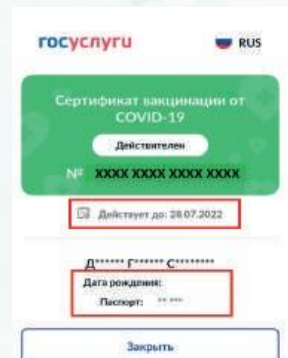 госуслуги RUS
Сертификат вакцинации от
COVID-19
Действителен
№ XXXX XXXX XXXX XXXX
Действует до: 28.07.2022
Д****** Г****** С********
Дата рождения:
Паспорт: ** ***
Закрыть